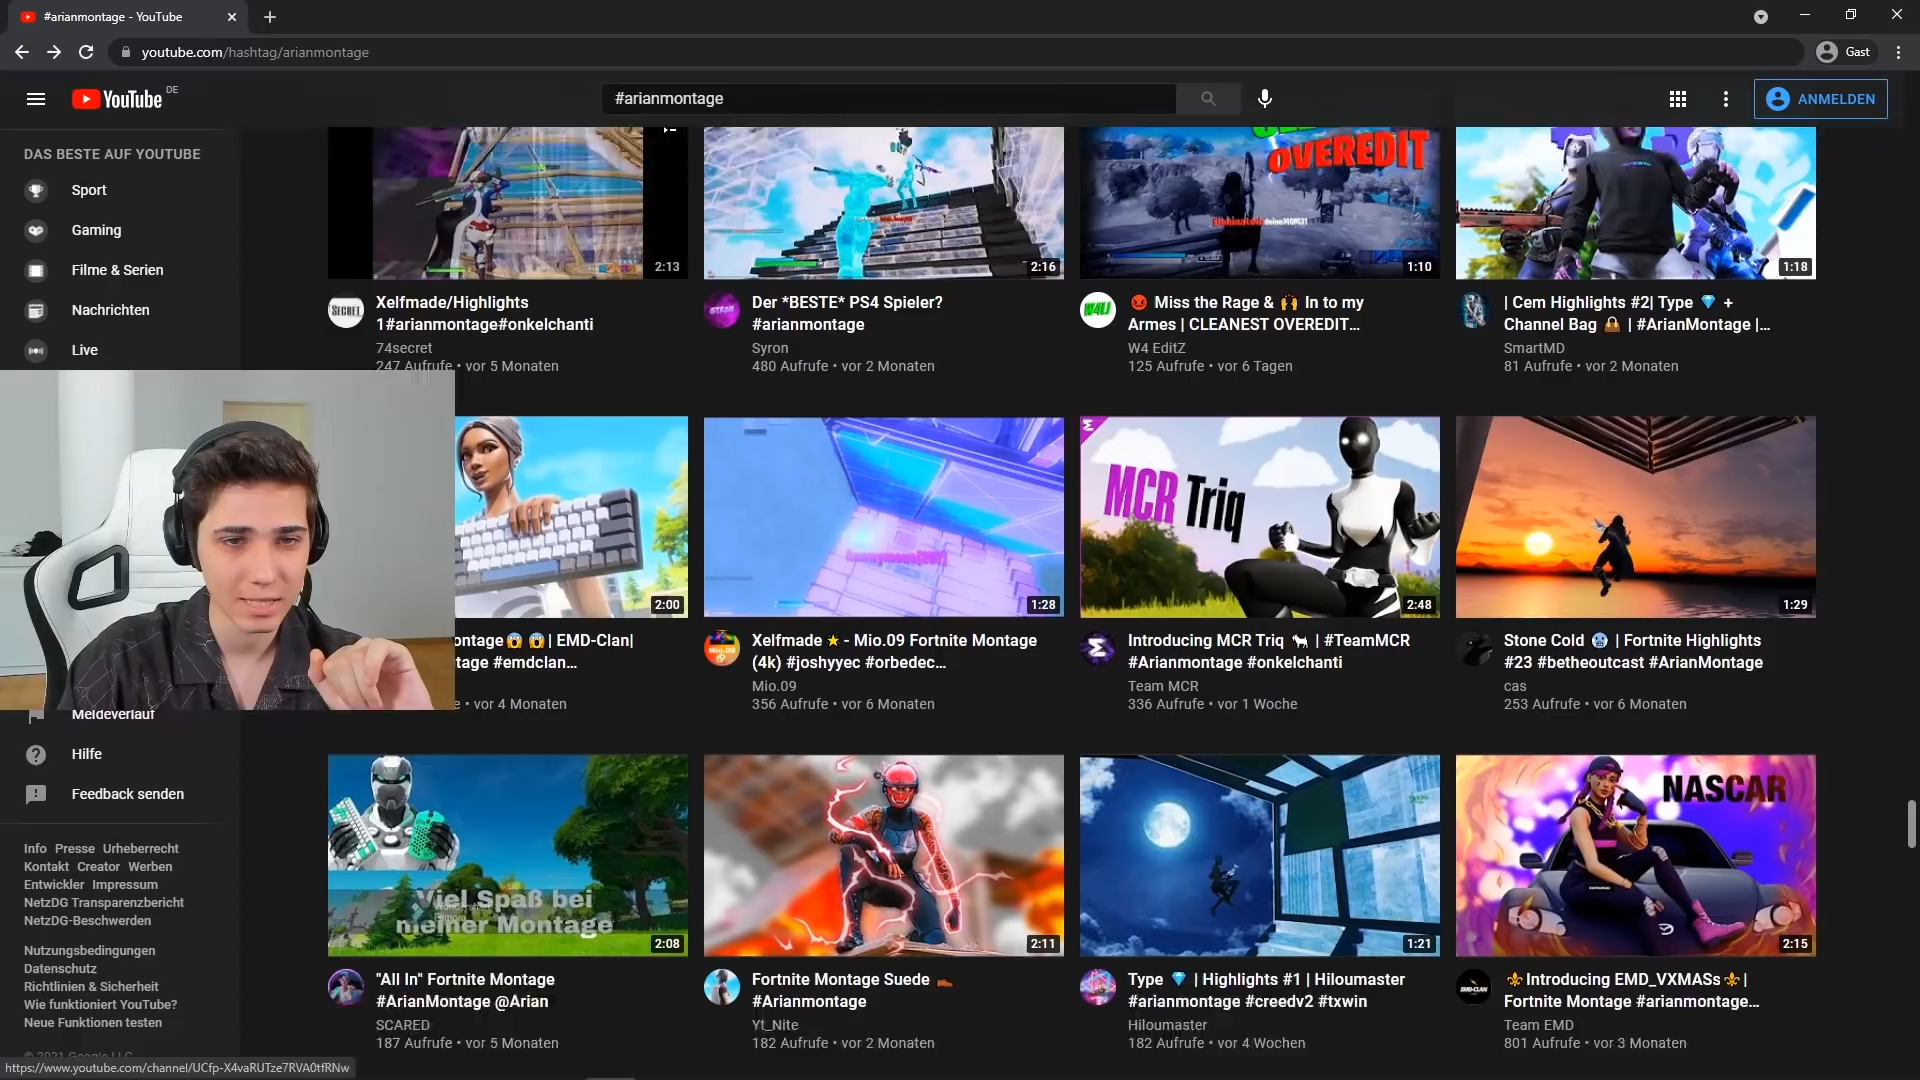 #arianmontage - YouTube
youtube.com/hashtag/arianmontage
Gast
YouTube DE
#arianmontage
ANMELDEN
DAS BESTE AUF YOUTUBE
Sport
Gaming
Filme & Serien
Nachrichten
Live
Meldeverlauf
Hilfe
Feedback senden
Info Presse Urheberrecht
Kontakt Creator Werben
Entwickler Impressum
NetzDG Transparenzbericht
NetzDG-Beschwerden
Nutzungsbedingungen
Datenschutz
Richtlinien & Sicherheit
Wie funktioniert YouTube?
Neue Funktionen testen
© 2021 Google LLC
https://www.youtube.com/channel/UCfp-X4vaRUTze7RVA0tfRNw
2:13
SECRET
Xelfmade/Highlights
1#arianmontage#onkelchanti
74secret
247 Aufrufe • vor 5 Monaten
2:16
SYRON
Der *BESTE* PS4 Spieler?
#arianmontage
Syron
480 Aufrufe • vor 2 Monaten
OVEREDIT
1:10
😡 Miss the Rage & 🙌 In to my
Armes | CLEANEST OVEREDIT…
W4 EditZ
125 Aufrufe • vor 6 Tagen
1:18
| Cem Highlights #2| Type 💎 +
Channel Bag 👜 | #ArianMontage |…
SmartMD
81 Aufrufe • vor 2 Monaten
2:00
ontage😱 😱| EMD-Clan|
tage #emdclan…
e • vor 4 Monaten
1:28
Mio.09
Xelfmade ★ - Mio.09 Fortnite Montage
(4k) #joshyyec #orbedec…
Mio.09
356 Aufrufe • vor 6 Monaten
MCR Triq
2:48
Introducing MCR Triq 🐐 | #TeamMCR
#Arianmontage #onkelchanti
Team MCR
336 Aufrufe • vor 1 Woche
1:29
Stone Cold 🥶 | Fortnite Highlights
#23 #betheoutcast #ArianMontage
cas
253 Aufrufe • vor 6 Monaten
Viel Spaß bei
meiner Montage
2:08
"All In" Fortnite Montage
#ArianMontage @Arian
SCARED
187 Aufrufe • vor 5 Monaten
2:11
Fortnite Montage Suede 👞
#Arianmontage
Yt_Nite
182 Aufrufe • vor 2 Monaten
1:21
Type 💎 | Highlights #1 | Hiloumaster
#arianmontage #creedv2 #txwin
Hiloumaster
182 Aufrufe • vor 4 Wochen
NASCAR
2:15
EMD-CLAN
⚜️Introducing EMD_VXMASs⚜️|
Fortnite Montage #arianmontage…
Team EMD
801 Aufrufe • vor 3 Monaten